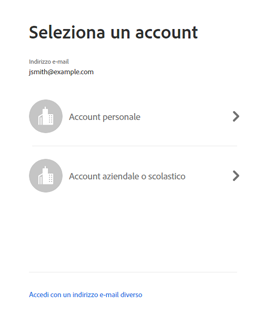 Seleziona un account
Indirizzo e-mail
jsmith@example.com
Account personale
Account aziendale o scolastico
Accedi con un indirizzo e-mail diverso